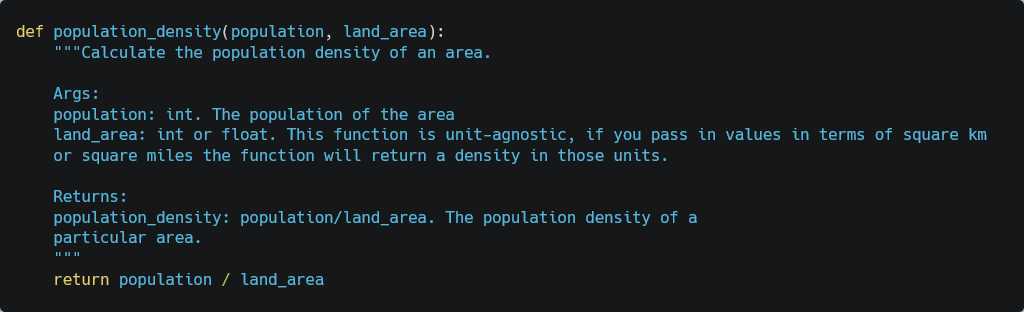 def population_density(population, land_area):
    """Calculate the population density of an area.

    Args:
    population: int. The population of the area
    land_area: int or float. This function is unit-agnostic, if you pass in values in terms of square km
    or square miles the function will return a density in those units.

    Returns:
    population_density: population/land_area. The population density of a
    particular area.
    """
    return population / land_area